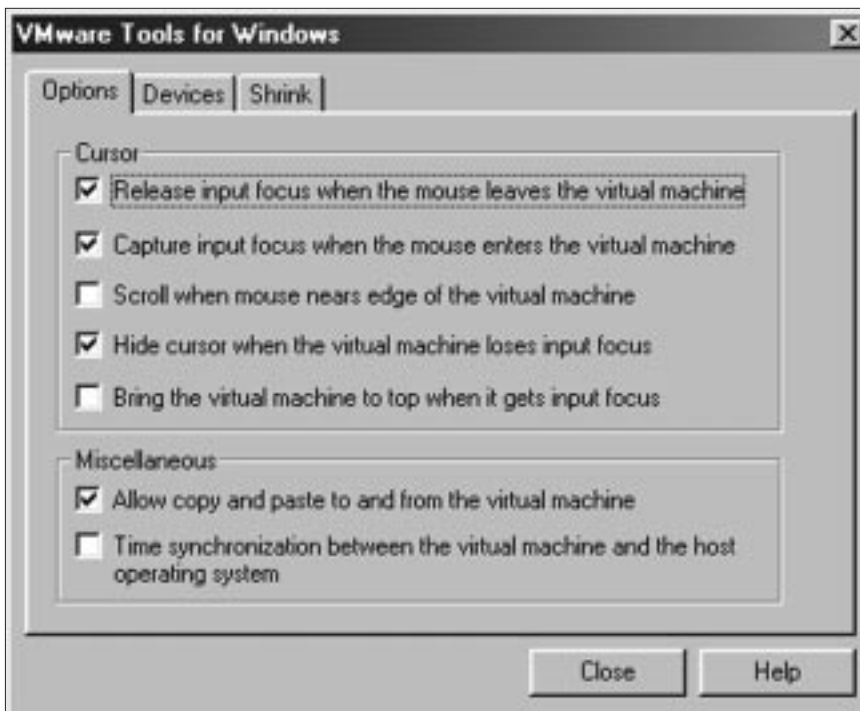 VMware Tools for Windows
Options
Devices
Shrink
Cursor
Release input focus when the mouse leaves the virtual machine
Capture input focus when the mouse enters the virtual machine
Scroll when mouse nears edge of the virtual machine
Hide cursor when the virtual machine loses input focus
Bring the virtual machine to top when it gets input focus
Miscellaneous
Allow copy and paste to and from the virtual machine
Time synchronization between the virtual machine and the host
operating system
Close
Help